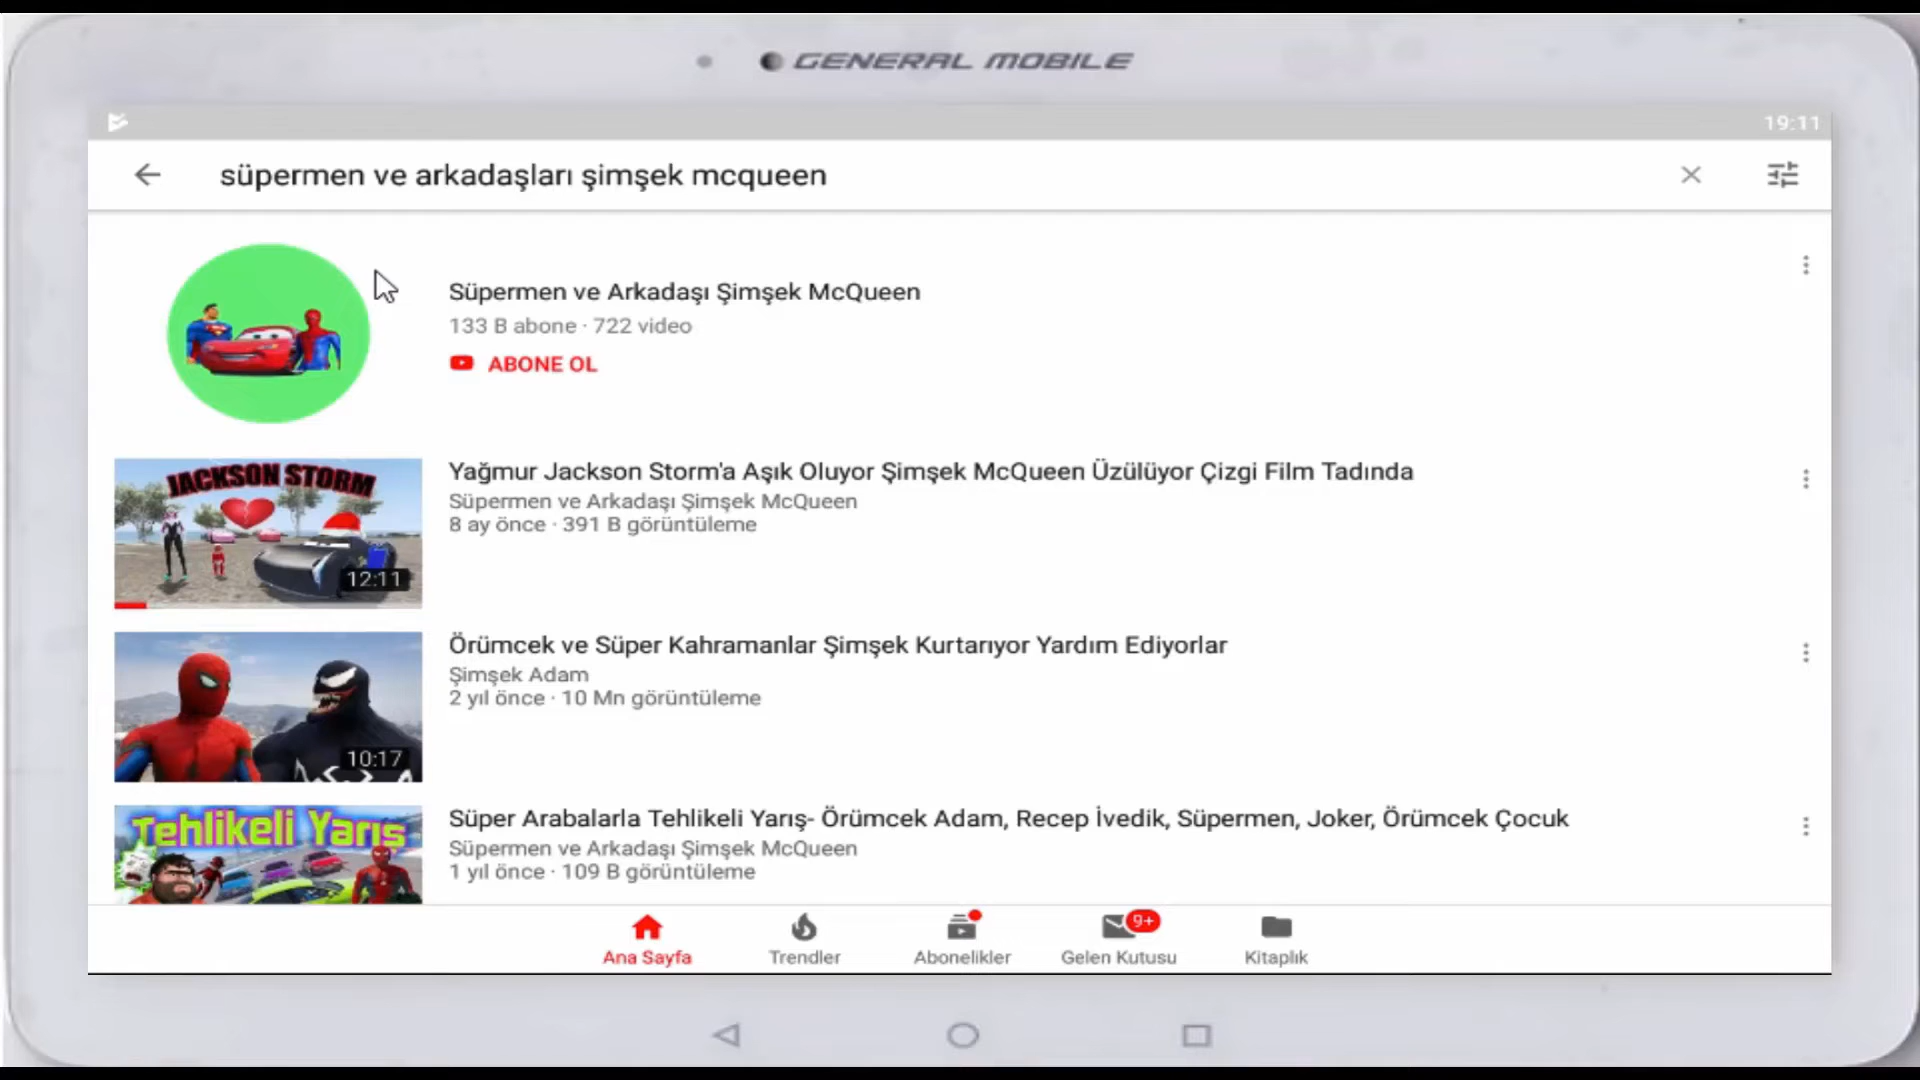 GENERAL MOBILE
19:11
süpermen ve arkadaşları şimşek mcqueen
Süpermen ve Arkadaşı Şimşek McQueen
133 B abone · 722 video
ABONE OL
JACKSON STORM
12:11
Yağmur Jackson Storm'a Aşık Oluyor Şimşek McQueen Üzülüyor Çizgi Film Tadında
Süpermen ve Arkadaşı Şimşek McQueen
8 ay önce · 391 B görüntüleme
10:17
Örümcek ve Süper Kahramanlar Şimşek Kurtarıyor Yardım Ediyorlar
Şimşek Adam
2 yıl önce · 10 Mn görüntüleme
Tehlikeli Yarış
Süper Arabalarla Tehlikeli Yarış- Örümcek Adam, Recep İvedik, Süpermen, Joker, Örümcek Çocuk
Süpermen ve Arkadaşı Şimşek McQueen
1 yıl önce · 109 B görüntüleme
9+
Ana Sayfa Trendler Abonelikler Gelen Kutusu Kitaplık